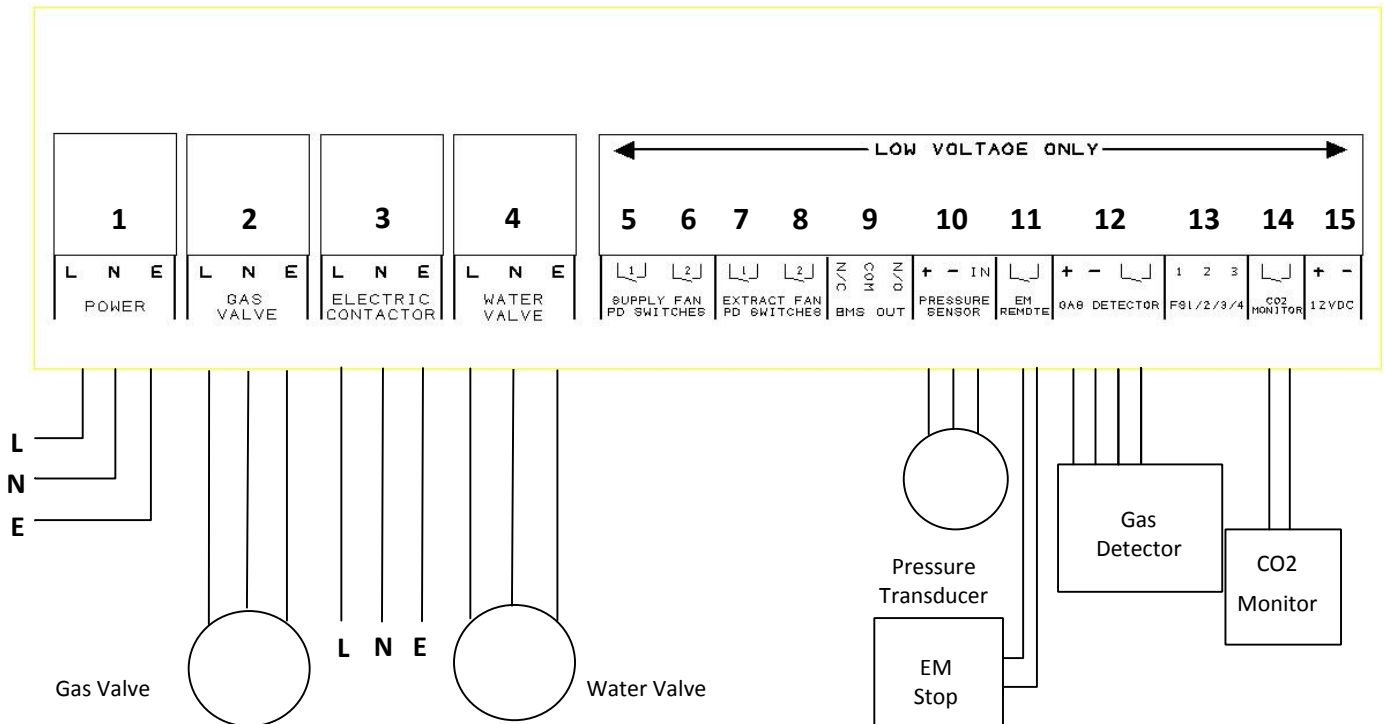 LOW VOLTAGE ONLY
1 2 3 4 5 6 7 8 9 10 11 12 13 14 15
L N E
POWER
L N E
GAS
VALVE
L N E
ELECTRIC
CONTACTOR
L N E
WATER
VALVE
1 2
SUPPLY FAN
PD SWITCHES
1 2
EXTRACT FAN
PD SWITCHES
N/C COM N/O
BMS OUT
+ - IN
PRESSURE
SENSOR
EM
REMOTE
+ -
GAS DETECTOR
1 2 3
FS1/2/3/4
CO2
MONITOR
+ -
12VDC
L
N
E
Gas Valve
L N E
Water Valve
Pressure
Transducer
EM
Stop
Gas
Detector
CO2
Monitor